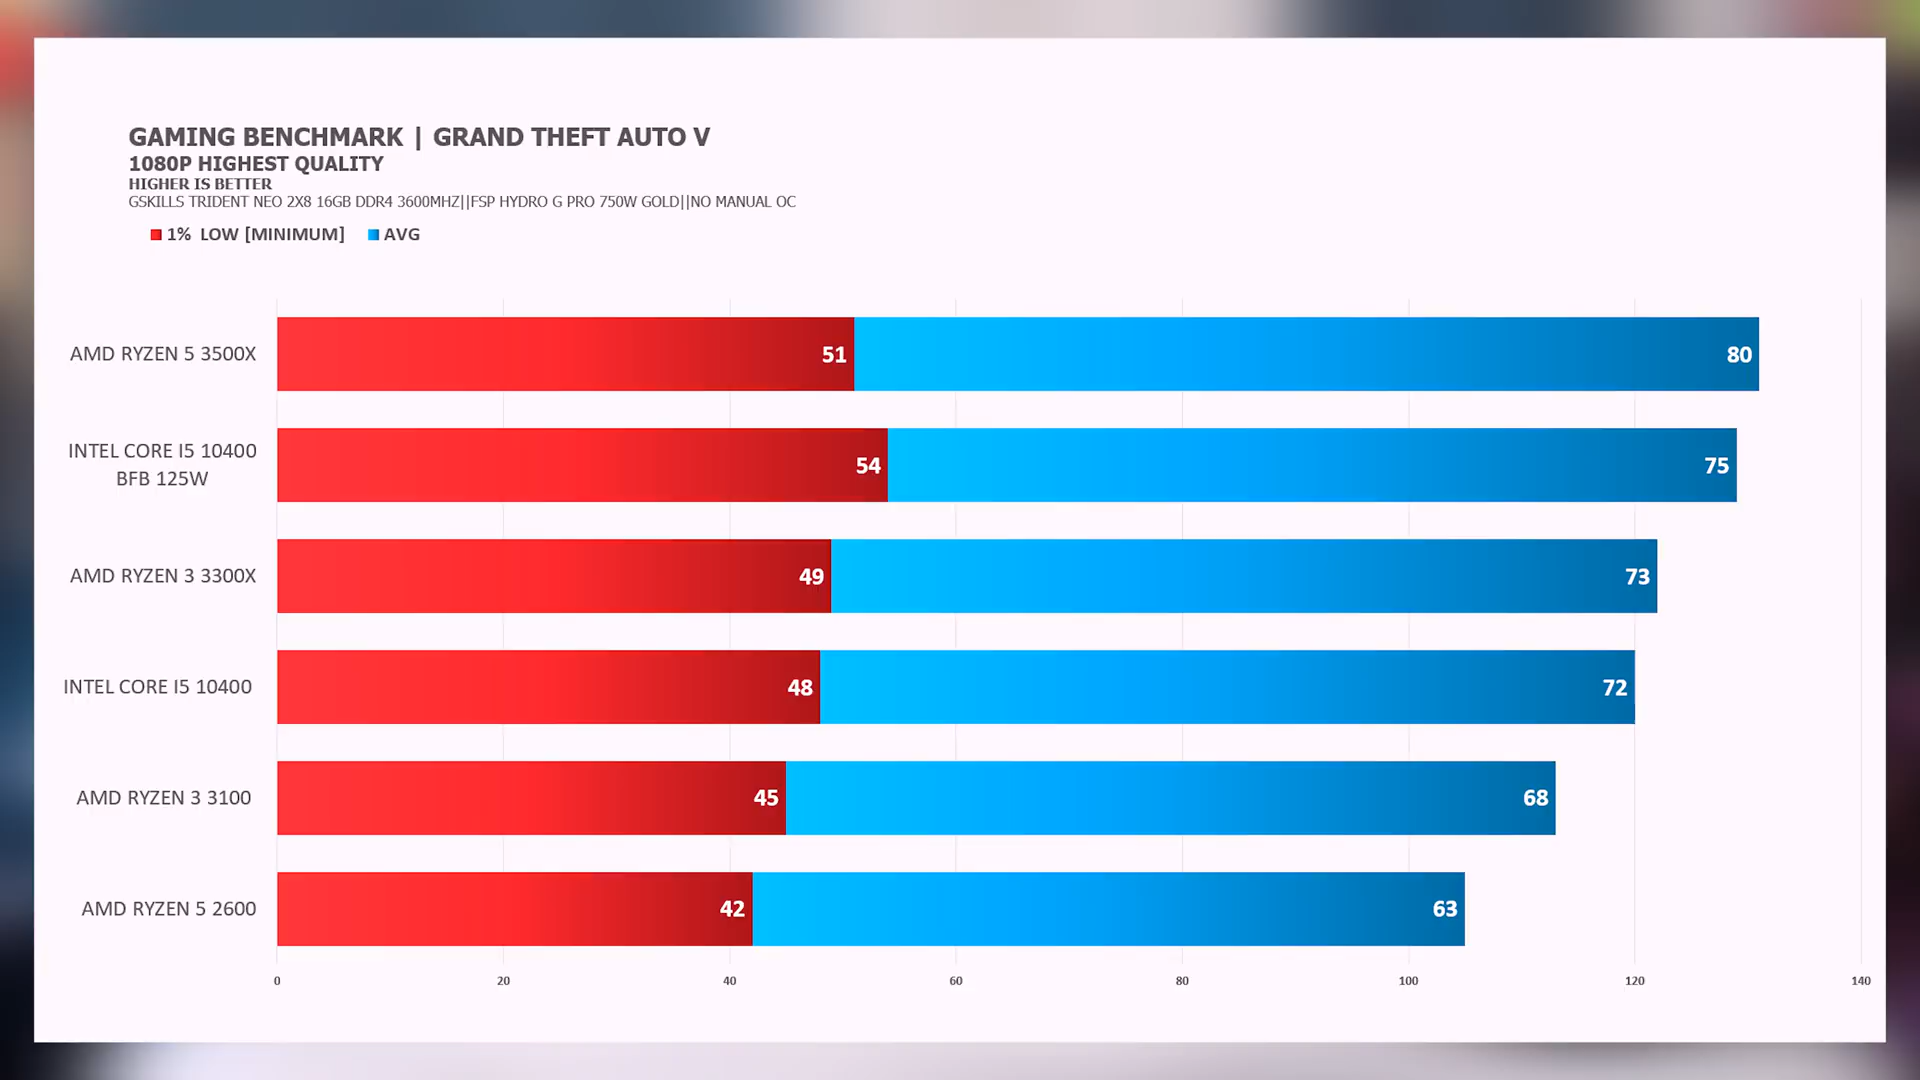 GAMING BENCHMARK | GRAND THEFT AUTO V
1080P HIGHEST QUALITY
HIGHER IS BETTER
GSKILLS TRIDENT NEO 2X8 16GB DDR4 3600MHZ||FSP HYDRO G PRO 750W GOLD||NO MANUAL OC
1% LOW [MINIMUM] AVG
AMD RYZEN 5 3500X 51 80
INTEL CORE I5 10400
BFB 125W 54 75
AMD RYZEN 3 3300X 49 73
INTEL CORE I5 10400 48 72
AMD RYZEN 3 3100 45 68
AMD RYZEN 5 2600 42 63
0 20 40 60 80 100 120 140